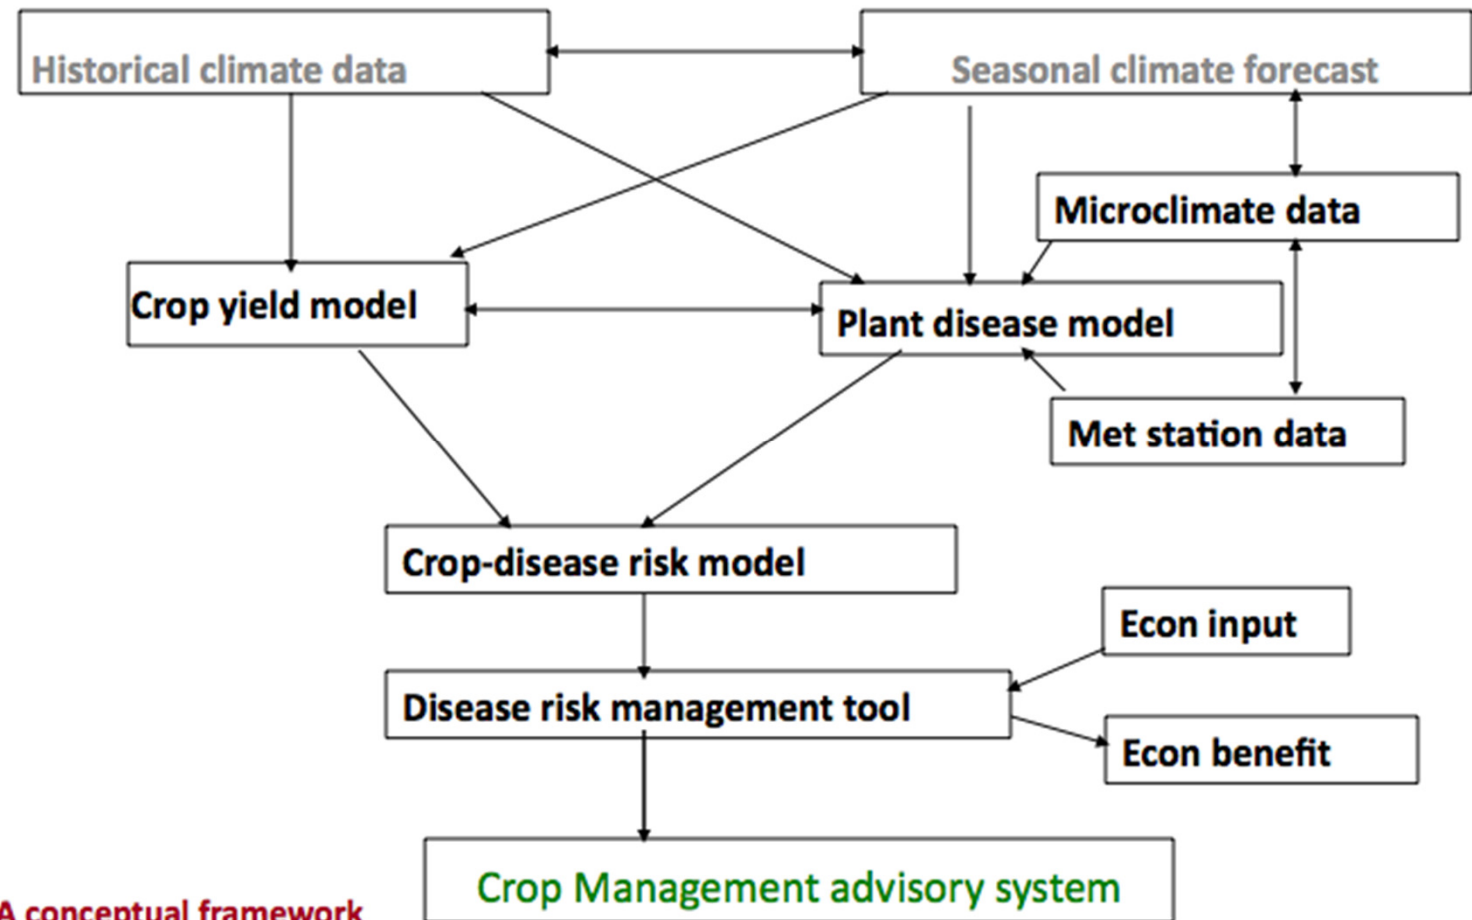 Historical climate data
Seasonal climate forecast
Microclimate data
Crop yield model
Plant disease model
Met station data
Crop-disease risk model
Econ input
Disease risk management tool
Econ benefit
Crop Management advisory system
A conceptual framework